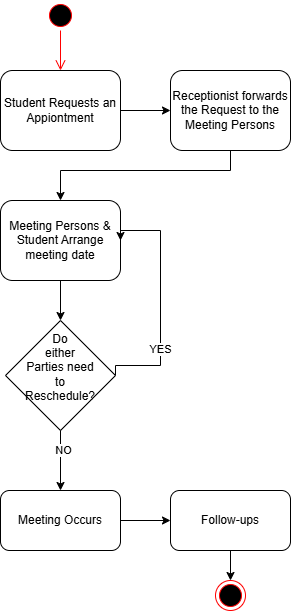 Student Requests an
Appiontment
Receptionist forwards
the Request to the
Meeting Persons
Meeting Persons &
Student Arrange
meeting date
Do
either
Parties need
to
Reschedule?
YES
NO
Meeting Occurs
Follow-ups